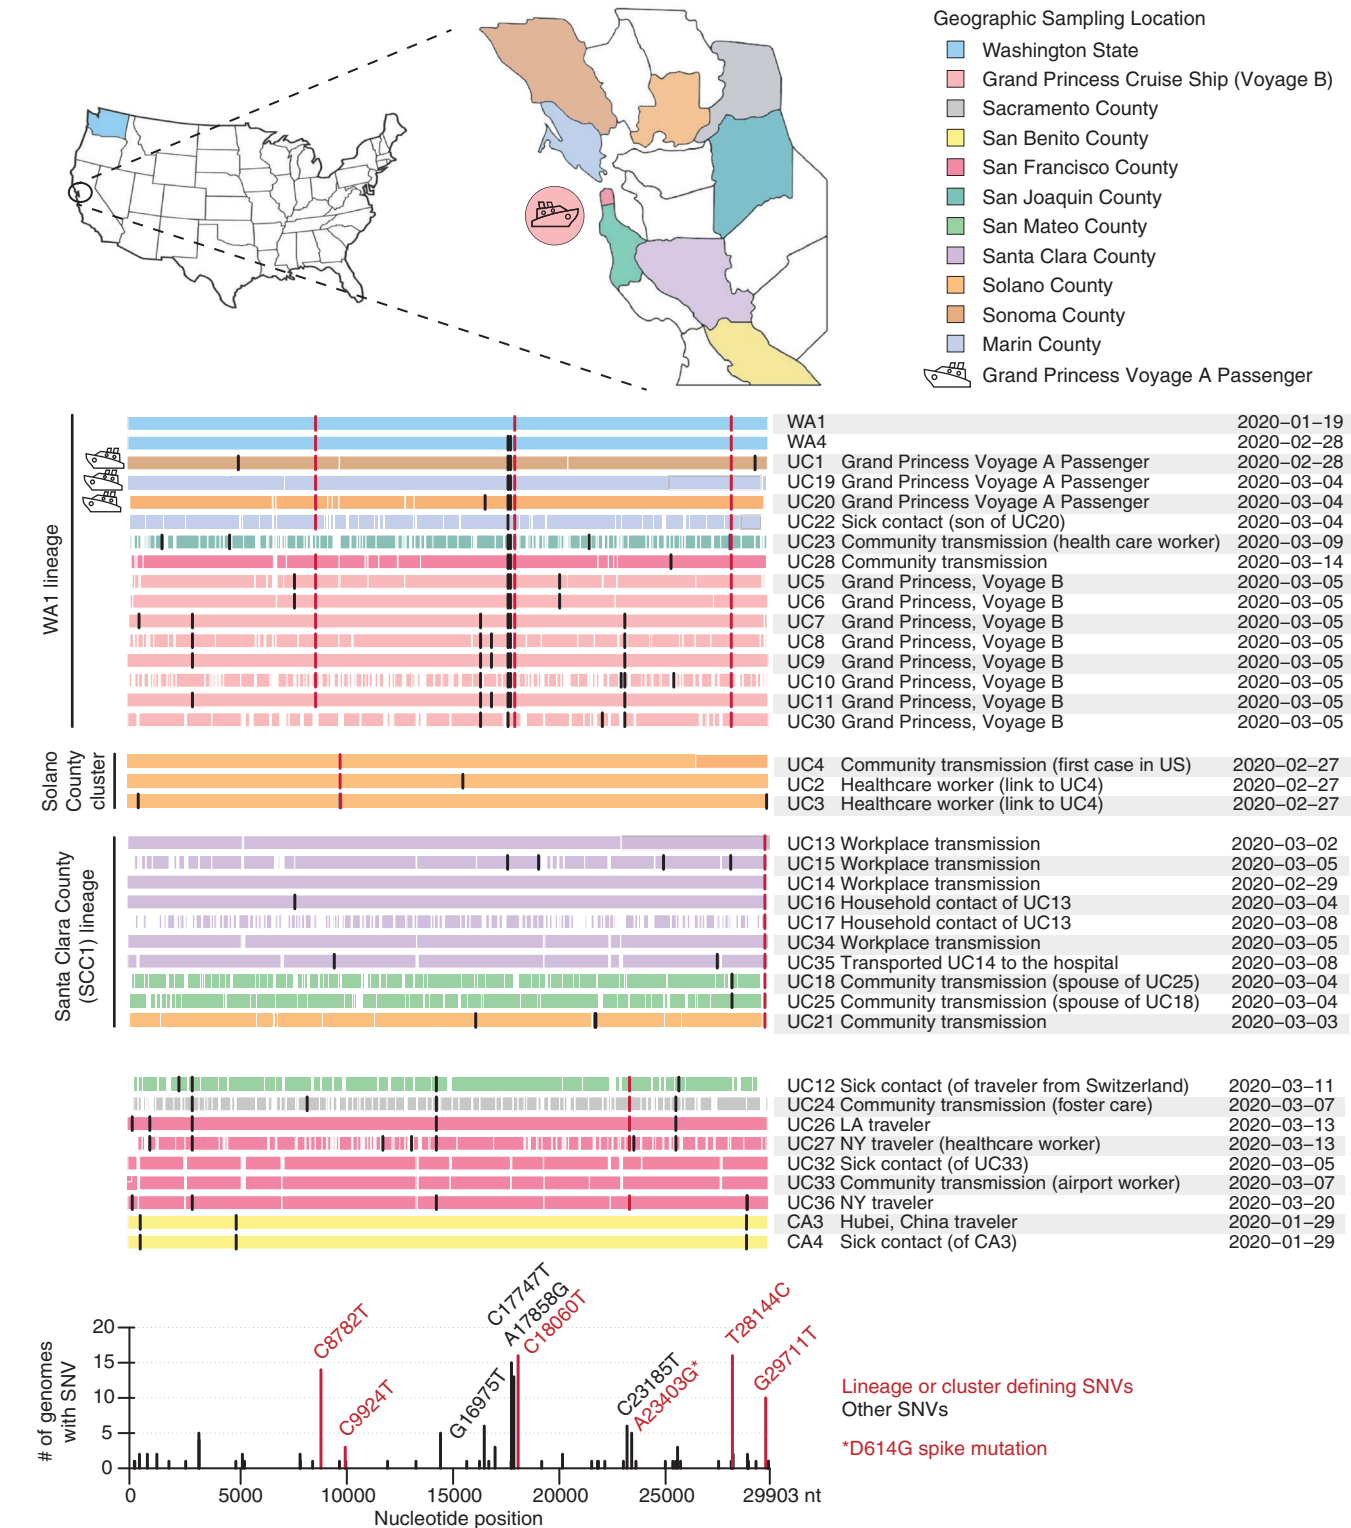 Geographic Sampling Location
Washington State
Grand Princess Cruise Ship (Voyage B)
Sacramento County
San Benito County
San Francisco County
San Joaquin County
San Mateo County
Santa Clara County
Solano County
Sonoma County
Marin County
Grand Princess Voyage A Passenger
WA1 lineage
WA1 2020–01–19
WA4 2020–02–28
UC1 Grand Princess Voyage A Passenger 2020–02–28
UC19 Grand Princess Voyage A Passenger 2020–03–04
UC20 Grand Princess Voyage A Passenger 2020–03–04
UC22 Sick contact (son of UC20) 2020–03–04
UC23 Community transmission (health care worker) 2020–03–09
UC28 Community transmission 2020–03–14
UC5 Grand Princess, Voyage B 2020–03–05
UC6 Grand Princess, Voyage B 2020–03–05
UC7 Grand Princess, Voyage B 2020–03–05
UC8 Grand Princess, Voyage B 2020–03–05
UC9 Grand Princess, Voyage B 2020–03–05
UC10 Grand Princess, Voyage B 2020–03–05
UC11 Grand Princess, Voyage B 2020–03–05
UC30 Grand Princess, Voyage B 2020–03–05
Solano
County
cluster
UC4 Community transmission (first case in US) 2020–02–27
UC2 Healthcare worker (link to UC4) 2020–02–27
UC3 Healthcare worker (link to UC4) 2020–02–27
Santa Clara County
(SCC1) lineage
UC13 Workplace transmission 2020–03–02
UC15 Workplace transmission 2020–03–05
UC14 Workplace transmission 2020–02–29
UC16 Household contact of UC13 2020–03–04
UC17 Household contact of UC13 2020–03–08
UC34 Workplace transmission 2020–03–05
UC35 Transported UC14 to the hospital 2020–03–08
UC18 Community transmission (spouse of UC25) 2020–03–04
UC25 Community transmission (spouse of UC18) 2020–03–04
UC21 Community transmission 2020–03–03
UC12 Sick contact (of traveler from Switzerland) 2020–03–11
UC24 Community transmission (foster care) 2020–03–07
UC26 LA traveler 2020–03–13
UC27 NY traveler (healthcare worker) 2020–03–13
UC32 Sick contact (of UC33) 2020–03–05
UC33 Community transmission (airport worker) 2020–03–07
UC36 NY traveler 2020–03–20
CA3 Hubei, China traveler 2020–01–29
CA4 Sick contact (of CA3) 2020–01–29
# of genomes
with SNV
20
15
10
5
0
C8782T
C9924T
G16975T
C17747T
A17858G
C18060T
C23185T
A23403G*
T28144C
G29711T
Lineage or cluster defining SNVs
Other SNVs
*D614G spike mutation
0 5000 10000 15000 20000 25000 29903 nt
Nucleotide position